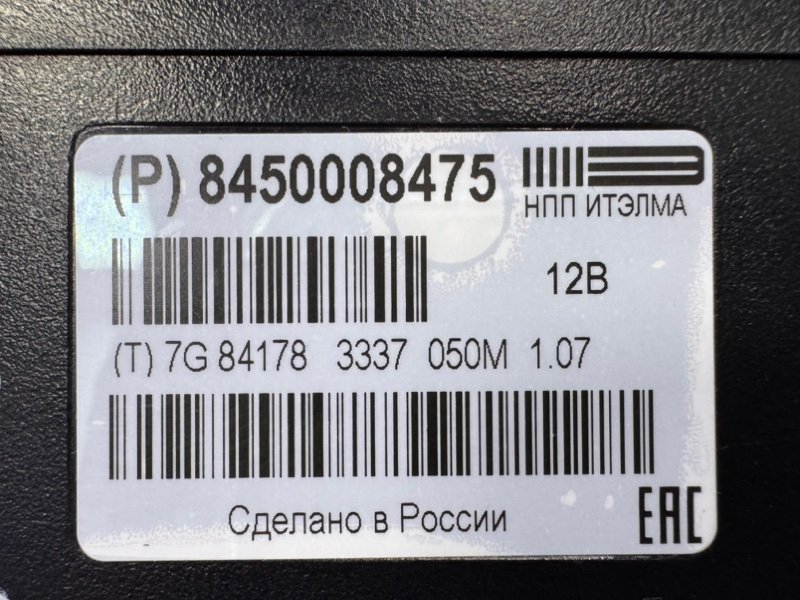 (P) 8450008475
НПП ИТЭЛМА
12В
(T) 7G 84178 3337 050M 1.07
Сделано в России
EAC